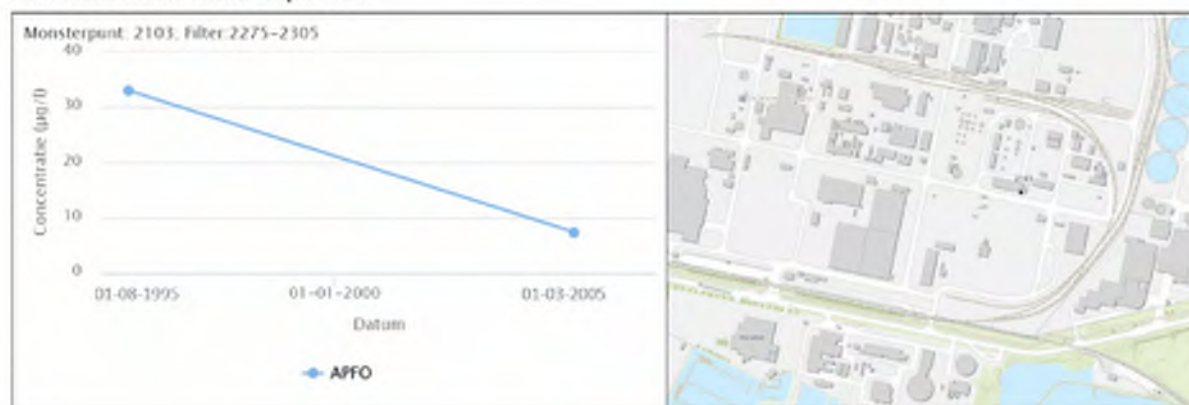 Monsterpunt: 2103, Filter:2275-2305
40
30
20
10
0
Concentratie (µg/l)
01-08-1995 01-01-2000 01-03-2005
Datum
APFO